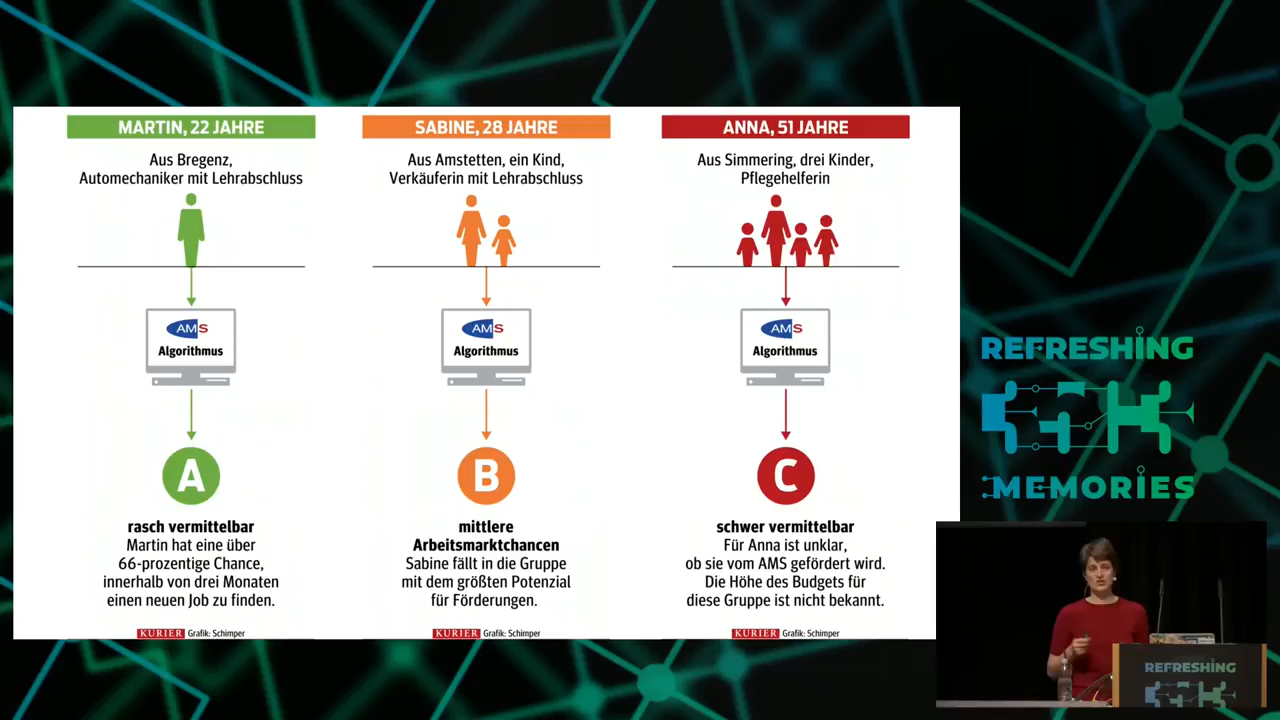 MARTIN, 22 JAHRE
Aus Bregenz,
Automechaniker mit Lehrabschluss
AMS
Algorithmus
A
rasch vermittelbar
Martin hat eine über
66-prozentige Chance,
innerhalb von drei Monaten
einen neuen Job zu finden.
KURIER Grafik: Schimper
SABINE, 28 JAHRE
Aus Amstetten, ein Kind,
Verkäuferin mit Lehrabschluss
AMS
Algorithmus
B
mittlere
Arbeitsmarktchancen
Sabine fällt in die Gruppe
mit dem größten Potenzial
für Förderungen.
KURIER Grafik: Schimper
ANNA, 51 JAHRE
Aus Simmering, drei Kinder,
Pflegehelferin
AMS
Algorithmus
C
schwer vermittelbar
Für Anna ist unklar,
ob sie vom AMS gefördert wird.
Die Höhe des Budgets für
diese Gruppe ist nicht bekannt.
KURIER Grafik: Schimper
REFRESHING
MEMORIES
REFRESHING